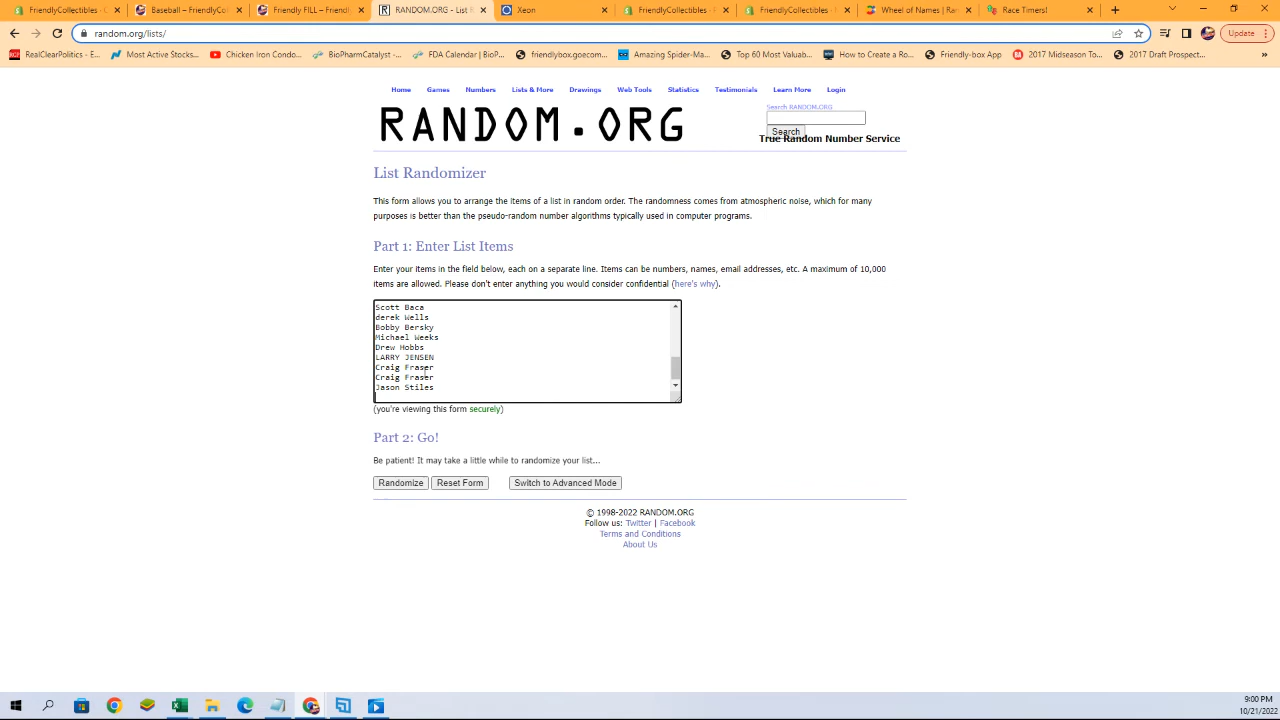 FriendlyCollectibles - L
Baseball – FriendlyCol
Friendly FILL – Friendly
RANDOM.ORG - List R
Xeon
FriendlyCollectibles ·
FriendlyCollectibles ·
Wheel of Names | Ra
Race Timers!
random.org/lists/
Update
RealClearPolitics - E...
Most Active Stocks...
Chicken Iron Condo...
BioPharmCatalyst -...
FDA Calendar | BioP...
friendlybox.goecom...
Amazing Spider-Ma...
Top 60 Most Valuab...
How to Create a Ro...
Friendly-box App
2017 Midseason To...
2017 Draft Prospect...
»
Home Games Numbers Lists & More Drawings Web Tools Statistics Testimonials Learn More Login
RANDOM.ORG
Search RANDOM.ORG
Search
True Random Number Service
List Randomizer
This form allows you to arrange the items of a list in random order. The randomness comes from atmospheric noise, which for many
purposes is better than the pseudo-random number algorithms typically used in computer programs.
Part 1: Enter List Items
Enter your items in the field below, each on a separate line. Items can be numbers, names, email addresses, etc. A maximum of 10,000
items are allowed. Please don't enter anything you would consider confidential (here's why).
Scott Baca
derek Wells
Bobby Bersky
Michael Weeks
Drew Hobbs
LARRY JENSEN
Craig Fraser
Craig Fraser
Jason Stiles
(you're viewing this form securely)
Part 2: Go!
Be patient! It may take a little while to randomize your list...
Randomize Reset Form Switch to Advanced Mode
© 1998-2022 RANDOM.ORG
Follow us: Twitter | Facebook
Terms and Conditions
About Us
9:00 PM
10/21/2022